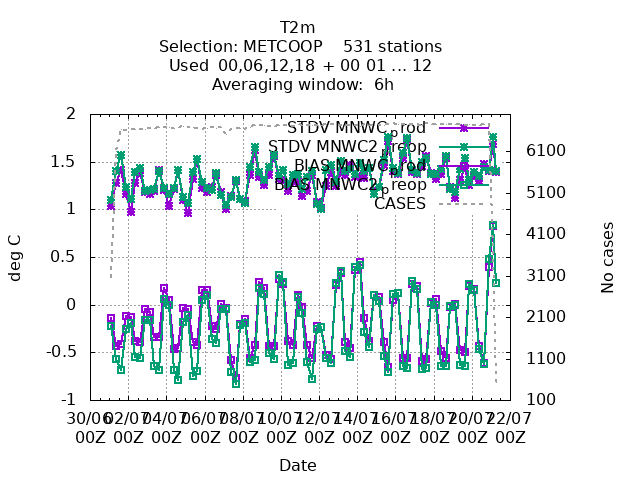 T2m
Selection: METCOOP 531 stations
Used 00,06,12,18 + 00 01 ... 12
Averaging window: 6h
STDV MNWCprod
STDV MNWC2preop
BIAS MNWCprod
BIAS MNWC2preop
CASES
2
1.5
1
0.5
0
-0.5
-1
deg C
6100
5100
4100
3100
2100
1100
100
No cases
30/06 02/07 04/07 06/07 08/07 10/07 12/07 14/07 16/07 18/07 20/07 22/07
00Z 00Z 00Z 00Z 00Z 00Z 00Z 00Z 00Z 00Z 00Z 00Z
Date